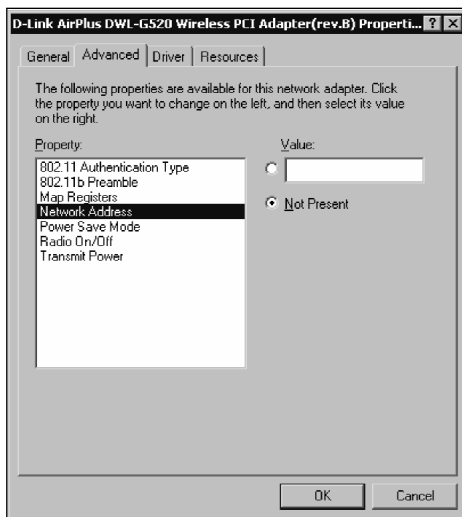 D-Link AirPlus DWL-G520 Wireless PCI Adapter(rev.B) Properti... ? X
General Advanced Driver Resources
The following properties are available for this network adapter. Click
the property you want to change on the left, and then select its value
on the right.
Property: Value:
802.11 Authentication Type
802.11b Preamble
Map Registers
Network Address
Not Present
Power Save Mode
Radio On/Off
Transmit Power
OK Cancel